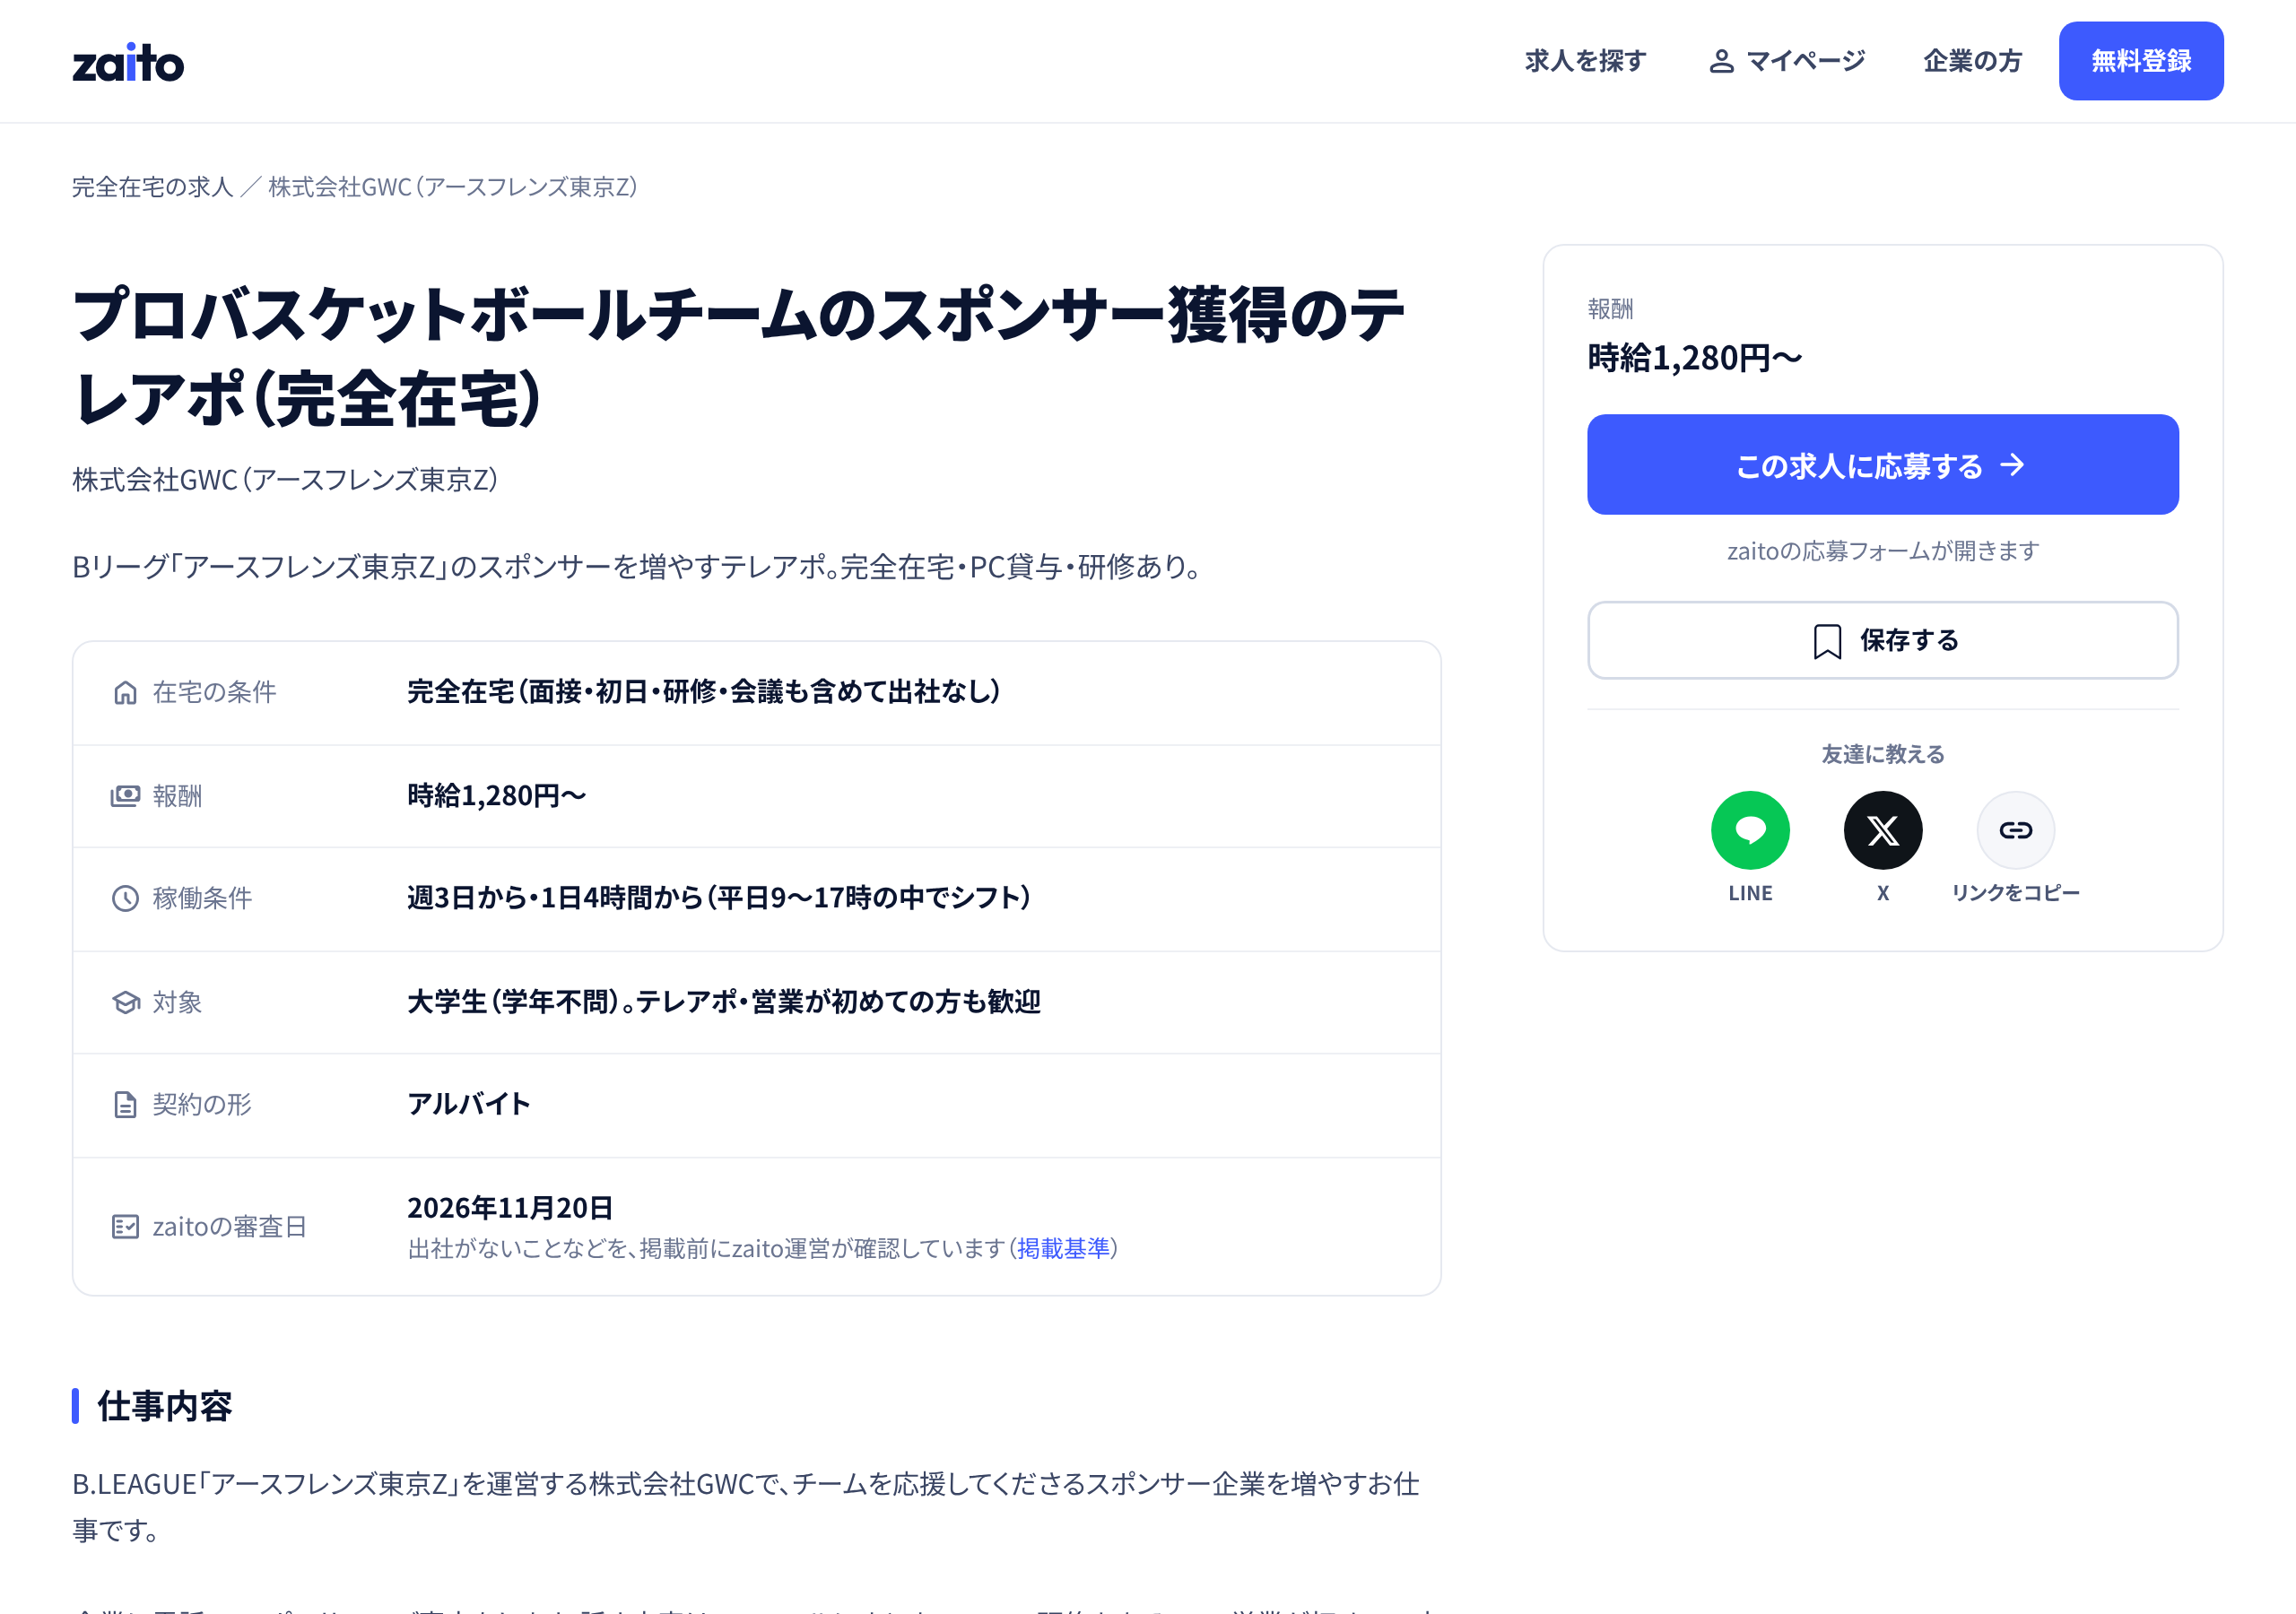 zaito
求人を探す
マイページ
企業の方
無料登録
完全在宅の求人 ／ 株式会社GWC（アースフレンズ東京Z）
プロバスケットボールチームのスポンサー獲得のテ
レアポ（完全在宅）
株式会社GWC（アースフレンズ東京Z）
Bリーグ「アースフレンズ東京Z」のスポンサーを増やすテレアポ。完全在宅・PC貸与・研修あり。
在宅の条件
完全在宅（面接・初日・研修・会議も含めて出社なし）
報酬
時給1,280円〜
稼働条件
週3日から・1日4時間から（平日9〜17時の中でシフト）
対象
大学生（学年不問）。テレアポ・営業が初めての方も歓迎
契約の形
アルバイト
zaitoの審査日
2026年11月20日
出社がないことなどを、掲載前にzaito運営が確認しています（掲載基準）
仕事内容
B.LEAGUE「アースフレンズ東京Z」を運営する株式会社GWCで、チームを応援してくださるスポンサー企業を増やすお仕
事です。
報酬
時給1,280円〜
この求人に応募する
zaitoの応募フォームが開きます
保存する
友達に教える
LINE
X
リンクをコピー